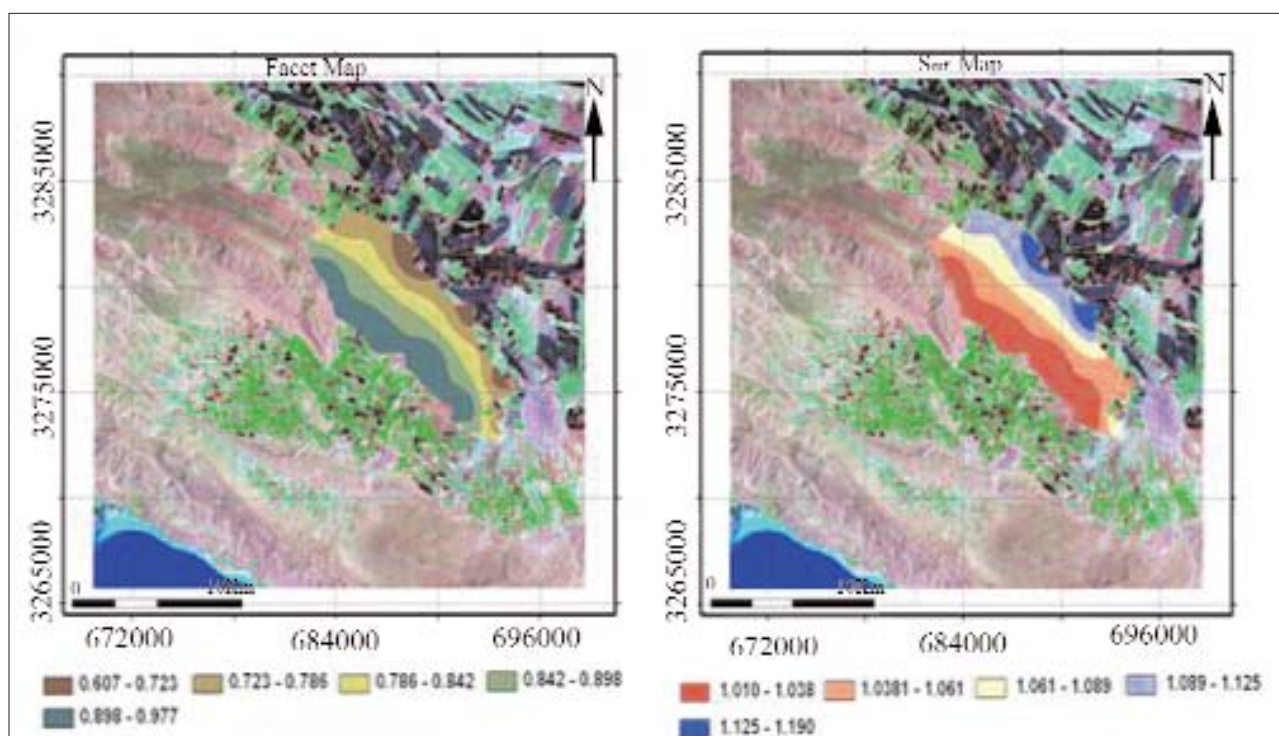 Facet Map
N
3285000
3275000
3265000
0
10Km
672000
684000
696000
0.607 - 0.723
0.723 - 0.786
0.786 - 0.842
0.842 - 0.898
0.898 - 0.977
Smf Map
N
3285000
3275000
3265000
0
10Km
672000
684000
696000
1.010 - 1.038
1.0381 - 1.061
1.061 - 1.089
1.089 - 1.125
1.125 - 1.190